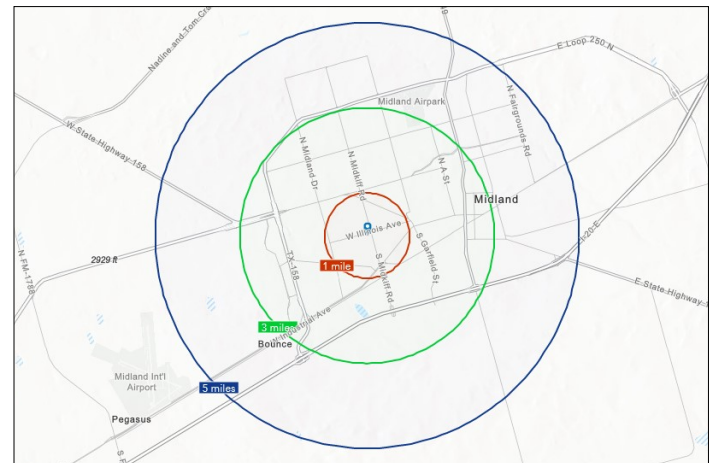 Nadine and Tom Cr
E Loop 250 N
Midland Airpark
N Fairgrounds Rd
W State Highway 158
N Midland Dr
N Midkiff Rd
N A St
Midland
W Illinois Ave
S Garfield St
I-20 E
TX-158
S Midkiff Rd
2929 ft
N FM-1788
1 mile
E State Highway
3 miles
W Industrial Ave
Bounce
Midland Int'l
Airport
5 miles
Pegasus